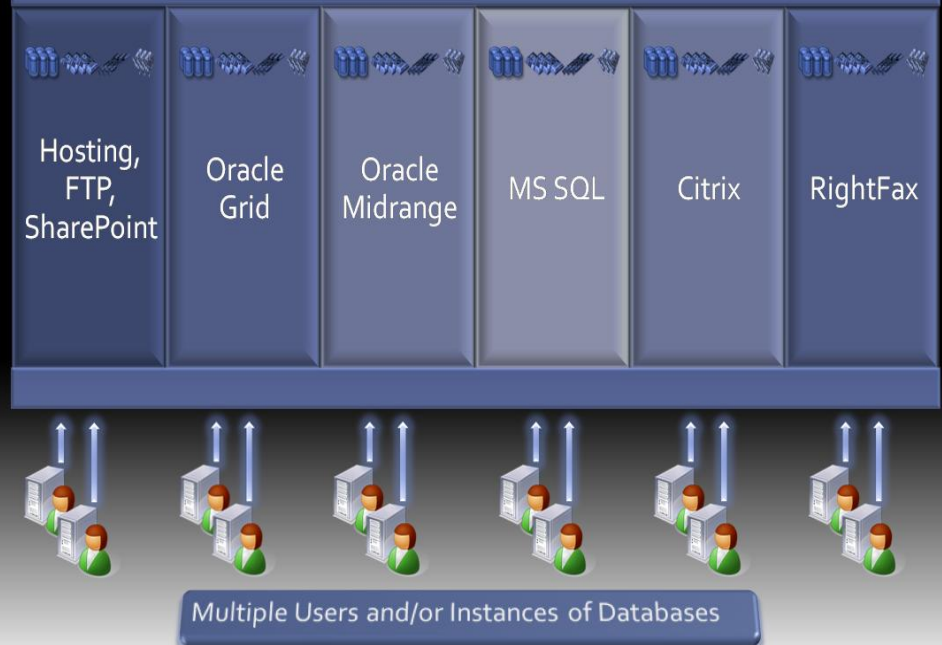 Hosting,
FTP,
SharePoint
Oracle
Grid
Oracle
Midrange
MS SQL
Citrix
RightFax
Multiple Users and/or Instances of Databases